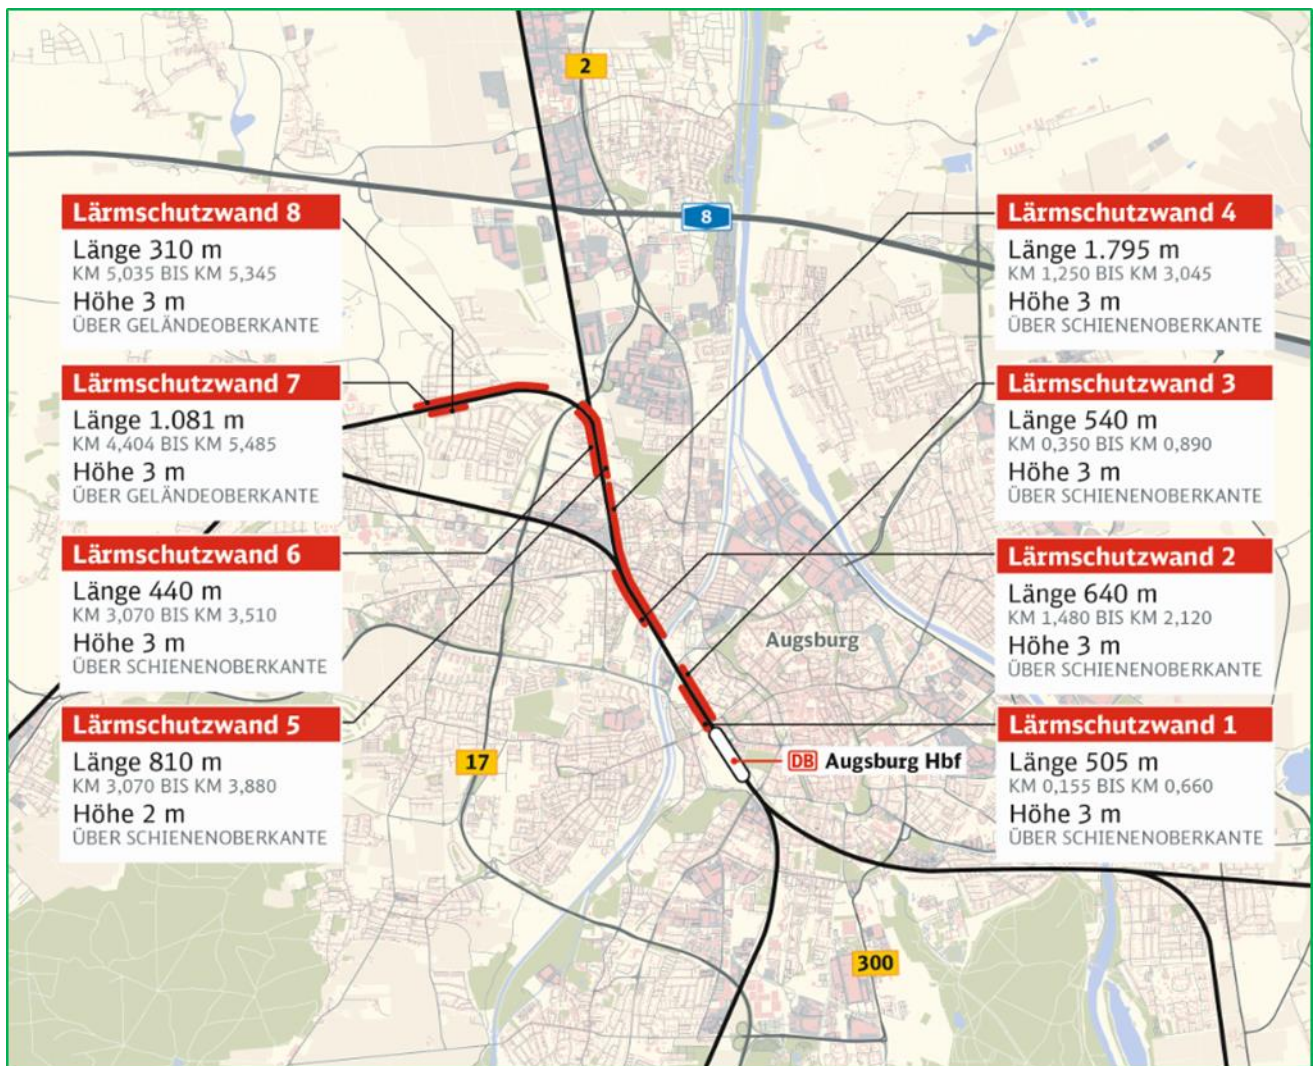 2
8
Lärmschutzwand 8
Länge 310 m
KM 5,035 BIS KM 5,345
Höhe 3 m
ÜBER GELÄNDEOBERKANTE
Lärmschutzwand 7
Länge 1.081 m
KM 4,404 BIS KM 5,485
Höhe 3 m
ÜBER GELÄNDEOBERKANTE
Lärmschutzwand 6
Länge 440 m
KM 3,070 BIS KM 3,510
Höhe 3 m
ÜBER SCHIENENOBERKANTE
Lärmschutzwand 5
Länge 810 m
KM 3,070 BIS KM 3,880
Höhe 2 m
ÜBER SCHIENENOBERKANTE
Lärmschutzwand 4
Länge 1.795 m
KM 1,250 BIS KM 3,045
Höhe 3 m
ÜBER SCHIENENOBERKANTE
Lärmschutzwand 3
Länge 540 m
KM 0,350 BIS KM 0,890
Höhe 3 m
ÜBER SCHIENENOBERKANTE
Lärmschutzwand 2
Länge 640 m
KM 1,480 BIS KM 2,120
Höhe 3 m
ÜBER SCHIENENOBERKANTE
Lärmschutzwand 1
Länge 505 m
KM 0,155 BIS KM 0,660
Höhe 3 m
ÜBER SCHIENENOBERKANTE
Augsburg
DB Augsburg Hbf
17
300